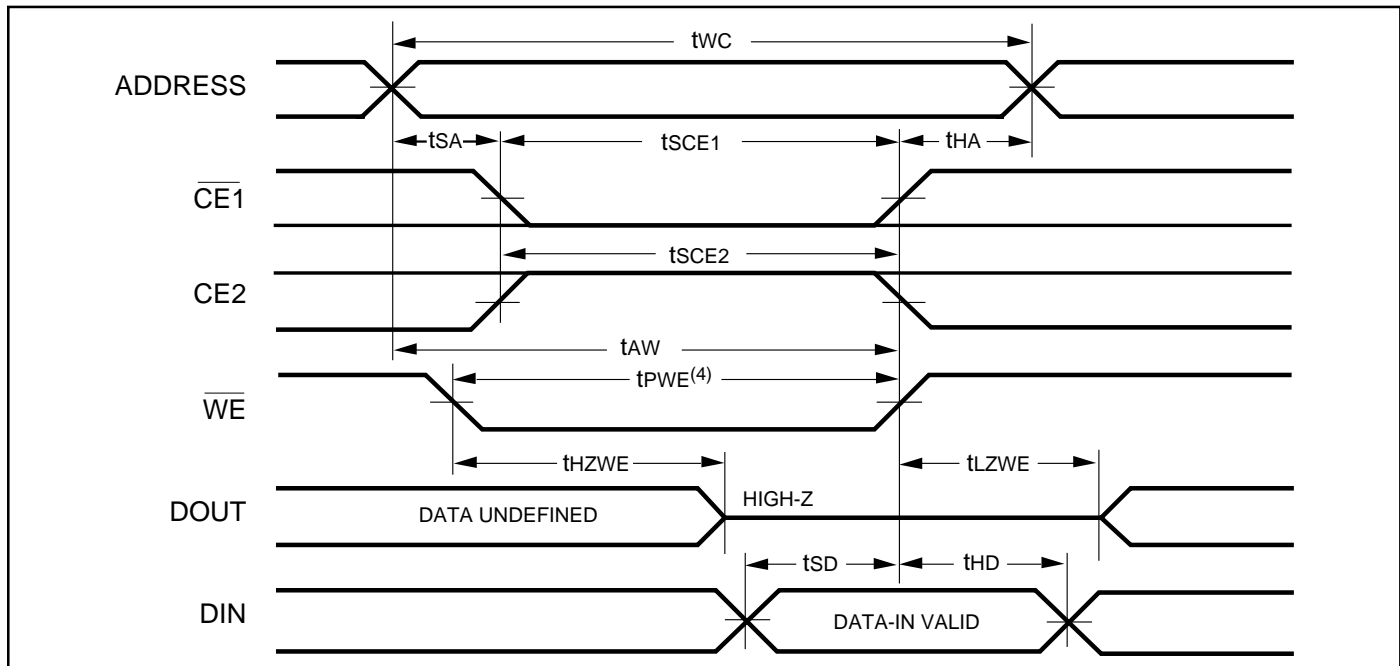 tWC
ADDRESS
tSA
tSCE1
tHA
CE1
tSCE2
CE2
tAW
tPWE(4)
WE
tHZWE
tLZWE
DOUT
DATA UNDEFINED
HIGH-Z
tSD
tHD
DIN
DATA-IN VALID